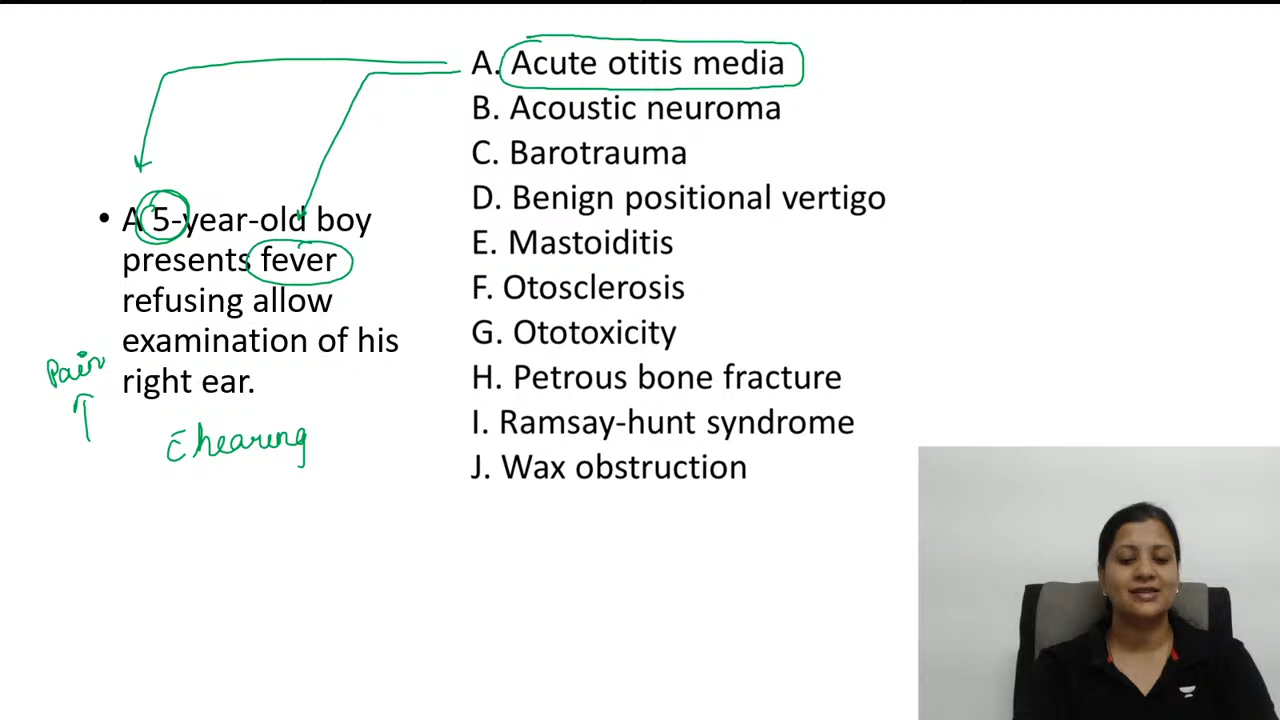 A. Acute otitis media
B. Acoustic neuroma
C. Barotrauma
D. Benign positional vertigo
E. Mastoiditis
F. Otosclerosis
G. Ototoxicity
H. Petrous bone fracture
I. Ramsay-hunt syndrome
J. Wax obstruction
• A 5-year-old boy
presents fever
refusing allow
examination of his
right ear.
Pain
hearing